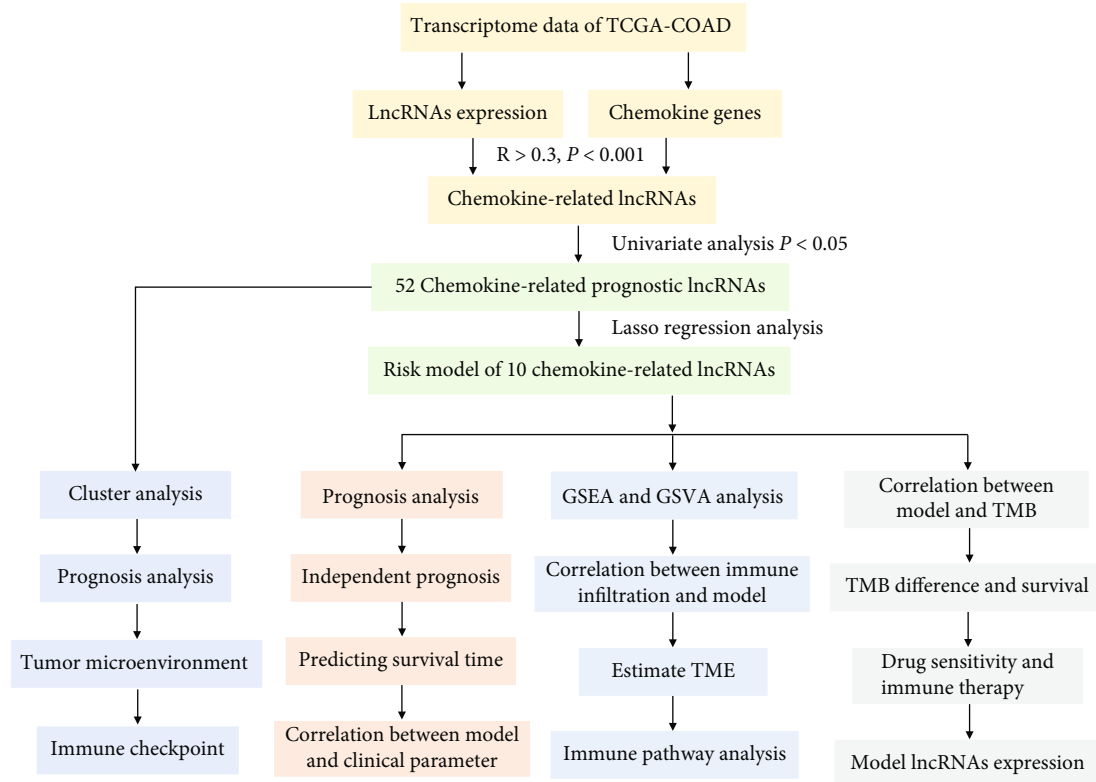 Transcriptome data of TCGA-COAD
LncRNAs expression
Chemokine genes
R > 0.3, P < 0.001
Chemokine-related lncRNAs
Univariate analysis P < 0.05
52 Chemokine-related prognostic lncRNAs
Lasso regression analysis
Risk model of 10 chemokine-related lncRNAs
Cluster analysis
Prognosis analysis
Tumor microenvironment
Immune checkpoint
Prognosis analysis
Independent prognosis
Predicting survival time
Correlation between model
and clinical parameter
GSEA and GSVA analysis
Correlation between immune
infiltration and model
Estimate TME
Immune pathway analysis
Correlation between
model and TMB
TMB difference and survival
Drug sensitivity and
immune therapy
Model lncRNAs expression